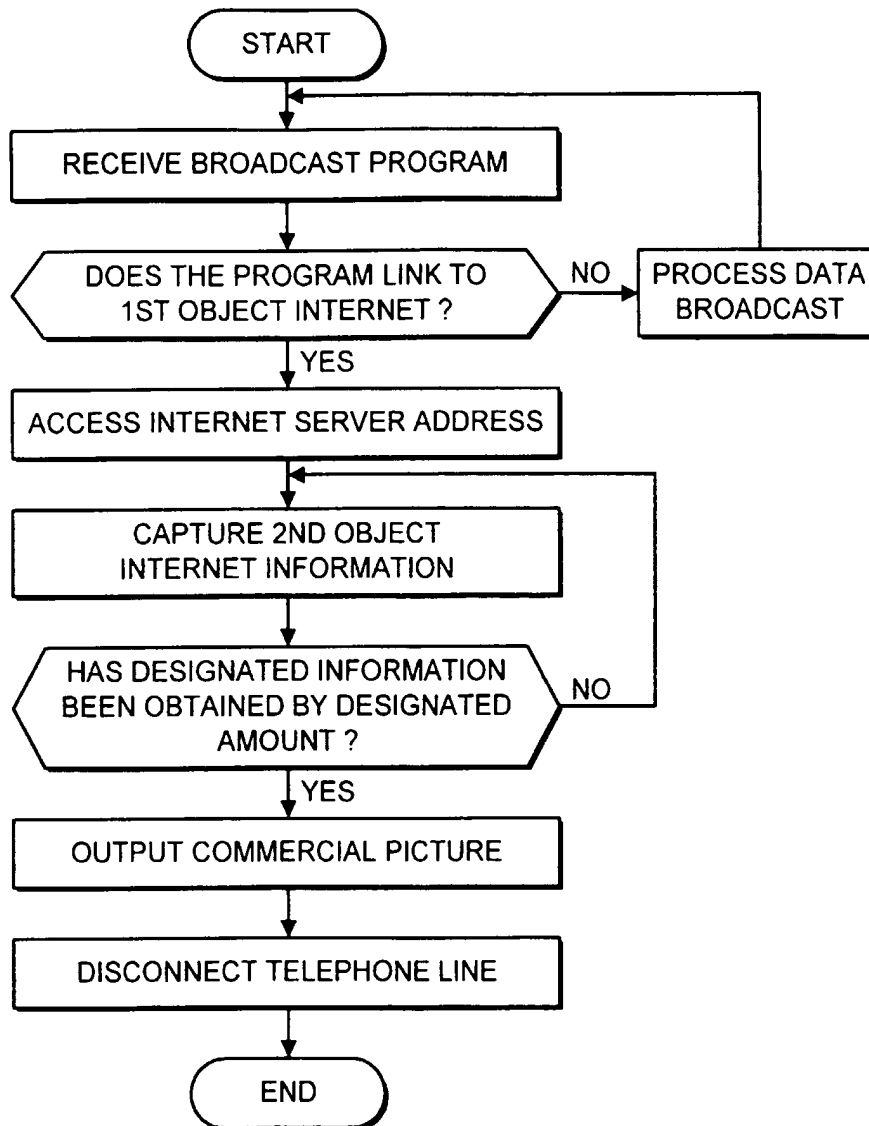 START
RECEIVE BROADCAST PROGRAM
DOES THE PROGRAM LINK TO
1ST OBJECT INTERNET ?
NO
PROCESS DATA
BROADCAST
YES
ACCESS INTERNET SERVER ADDRESS
CAPTURE 2ND OBJECT
INTERNET INFORMATION
HAS DESIGNATED INFORMATION
BEEN OBTAINED BY DESIGNATED
AMOUNT ?
NO
YES
OUTPUT COMMERCIAL PICTURE
DISCONNECT TELEPHONE LINE
END